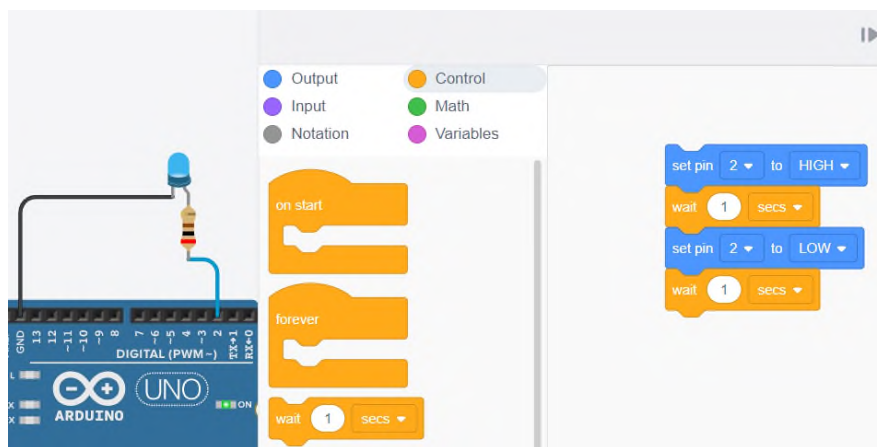 Output
Control
Input
Math
Notation
Variables
on start
forever
wait 1 secs
set pin 2 to HIGH
wait 1 secs
set pin 2 to LOW
wait 1 secs
GND
13
12
~11
~10
~9
8
7
~6
~5
4
~3
2
TX→1
RX←0
DIGITAL (PWM~)
L
X
X
UNO
ON
ARDUINO